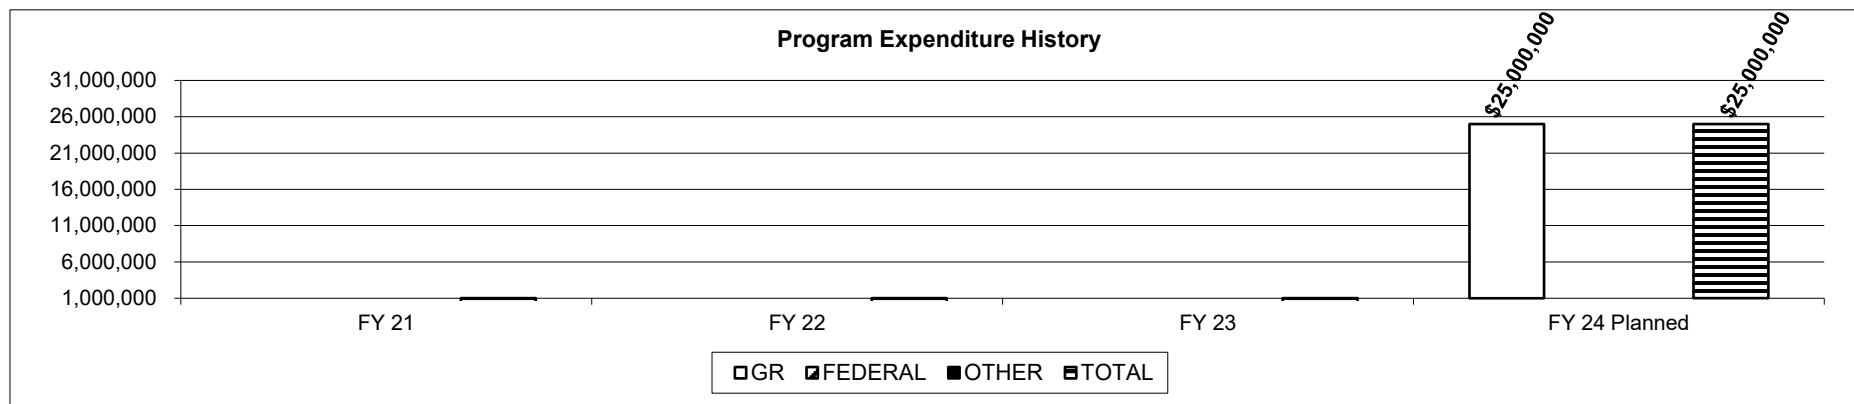 Program Expenditure History
$25,000,000
$25,000,000
31,000,000
26,000,000
21,000,000
16,000,000
11,000,000
6,000,000
1,000,000
FY 21
FY 22
FY 23
FY 24 Planned
GR FEDERAL OTHER TOTAL